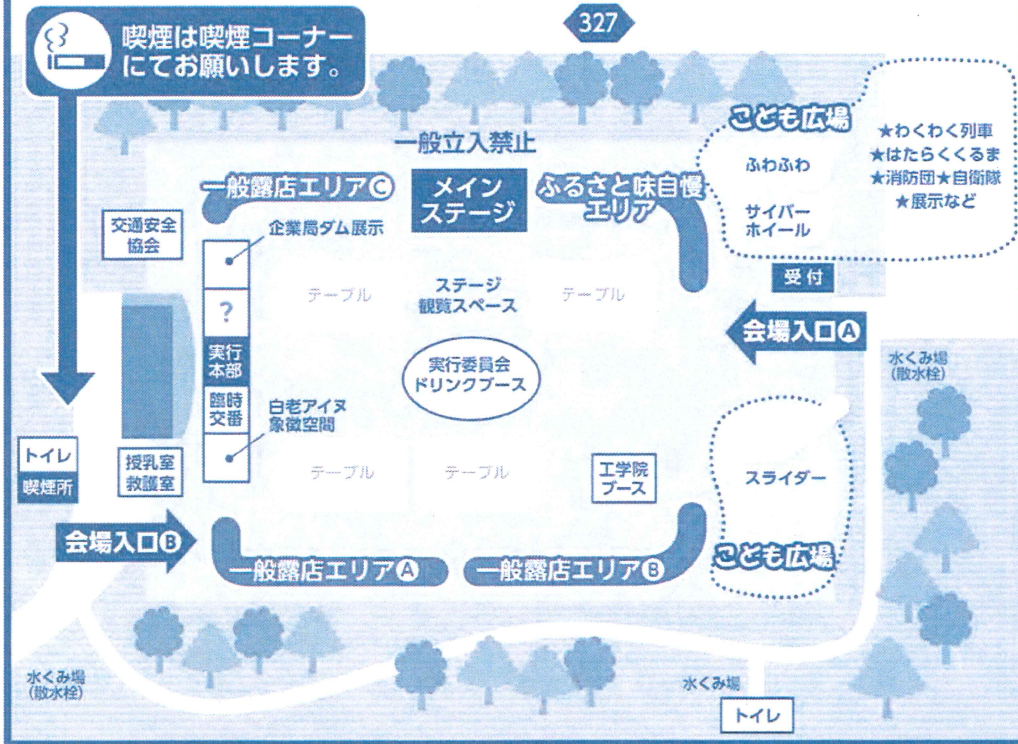 327
喫煙は喫煙コーナー
にてお願いします。
一般立入禁止
こども広場
ふわふわ
サイバー
ホイール
★わくわく列車
★はたらくくるま
★消防団★自衛隊
★展示など
受付
一般露店エリアⒸ
メイン
ステージ
ふるさと味自慢
エリア
交通安全
協会
企業局ダム展示
?
実行
本部
臨時
交番
白老アイヌ
象徴空間
テーブル
ステージ
観覧スペース
テーブル
実行委員会
ドリンクブース
会場入口Ⓐ
水くみ場
(散水栓)
トイレ
喫煙所
授乳室
救護室
テーブル
テーブル
工学院
ブース
スライダー
こども広場
会場入口Ⓑ
一般露店エリアⒶ
一般露店エリアⒷ
水くみ場
(散水栓)
水くみ場
トイレ